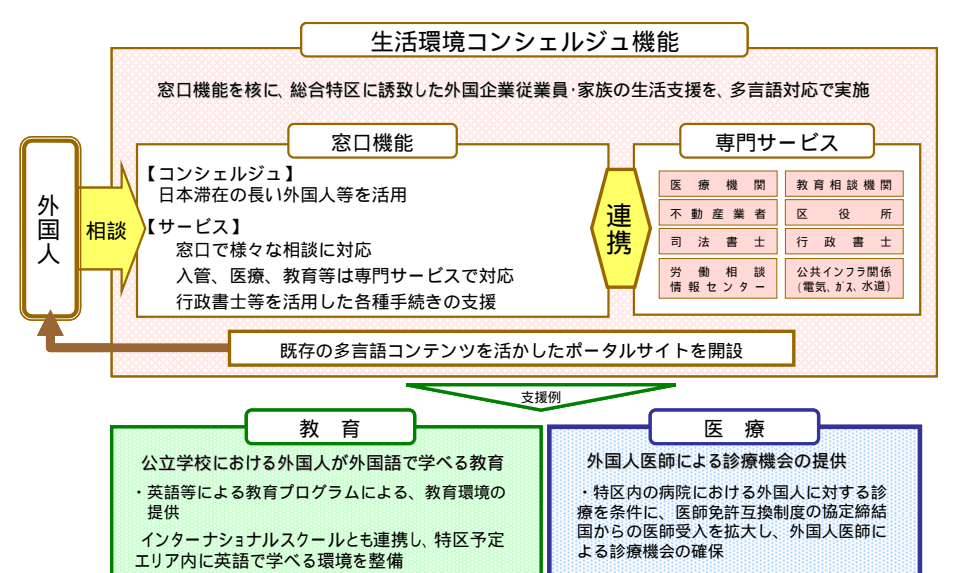 生活環境コンシェルジュ機能
窓口機能を核に、総合特区に誘致した外国企業従業員・家族の生活支援を、多言語対応で実施
外国人
相談
窓口機能
【コンシェルジュ】
日本滞在の長い外国人等を活用
【サービス】
窓口で様々な相談に対応
入管、医療、教育等は専門サービスで対応
行政書士等を活用した各種手続きの支援
連携
専門サービス
医療機関
教育相談機関
不動産業者
区役所
司法書士
行政書士
労働相談
情報センター
公共インフラ関係
(電気、ガス、水道)
既存の多言語コンテンツを活かしたポータルサイトを開設
支援例
教 育
公立学校における外国人が外国語で学べる教育
・英語等による教育プログラムによる、教育環境の
提供
インターナショナルスクールとも連携し、特区予定
エリア内に英語で学べる環境を整備
医 療
外国人医師による診療機会の提供
・特区内の病院における外国人に対する診
療を条件に、医師免許互換制度の協定締結
国からの医師受入を拡大し、外国人医師に
よる診療機会の確保